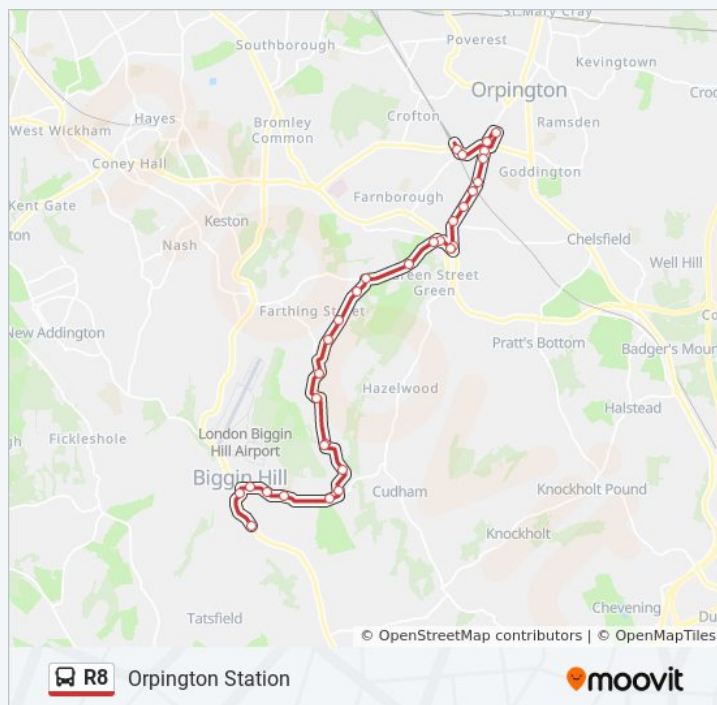 St Mary Cray
Southborough
Poverest
Kevingtown
Orpington
Hayes
Crofton
Bromley
Common
Ramsden
West Wickham
Coney Hall
Goddington
Farnborough
Kent Gate
Keston
Nash
Chelsfield
Well Hill
Green Street
Green
Farthing Street
New Addington
Pratt's Bottom
Badger's Mou
Hazelwood
Halstead
Fickleshole
London Biggin
Hill Airport
Biggin Hill
Cudham
Knockholt Pound
Knockholt
Tatsfield
Chevening
© OpenStreetMap contributors | © OpenMapTiles
R8 Orpington Station
moovit